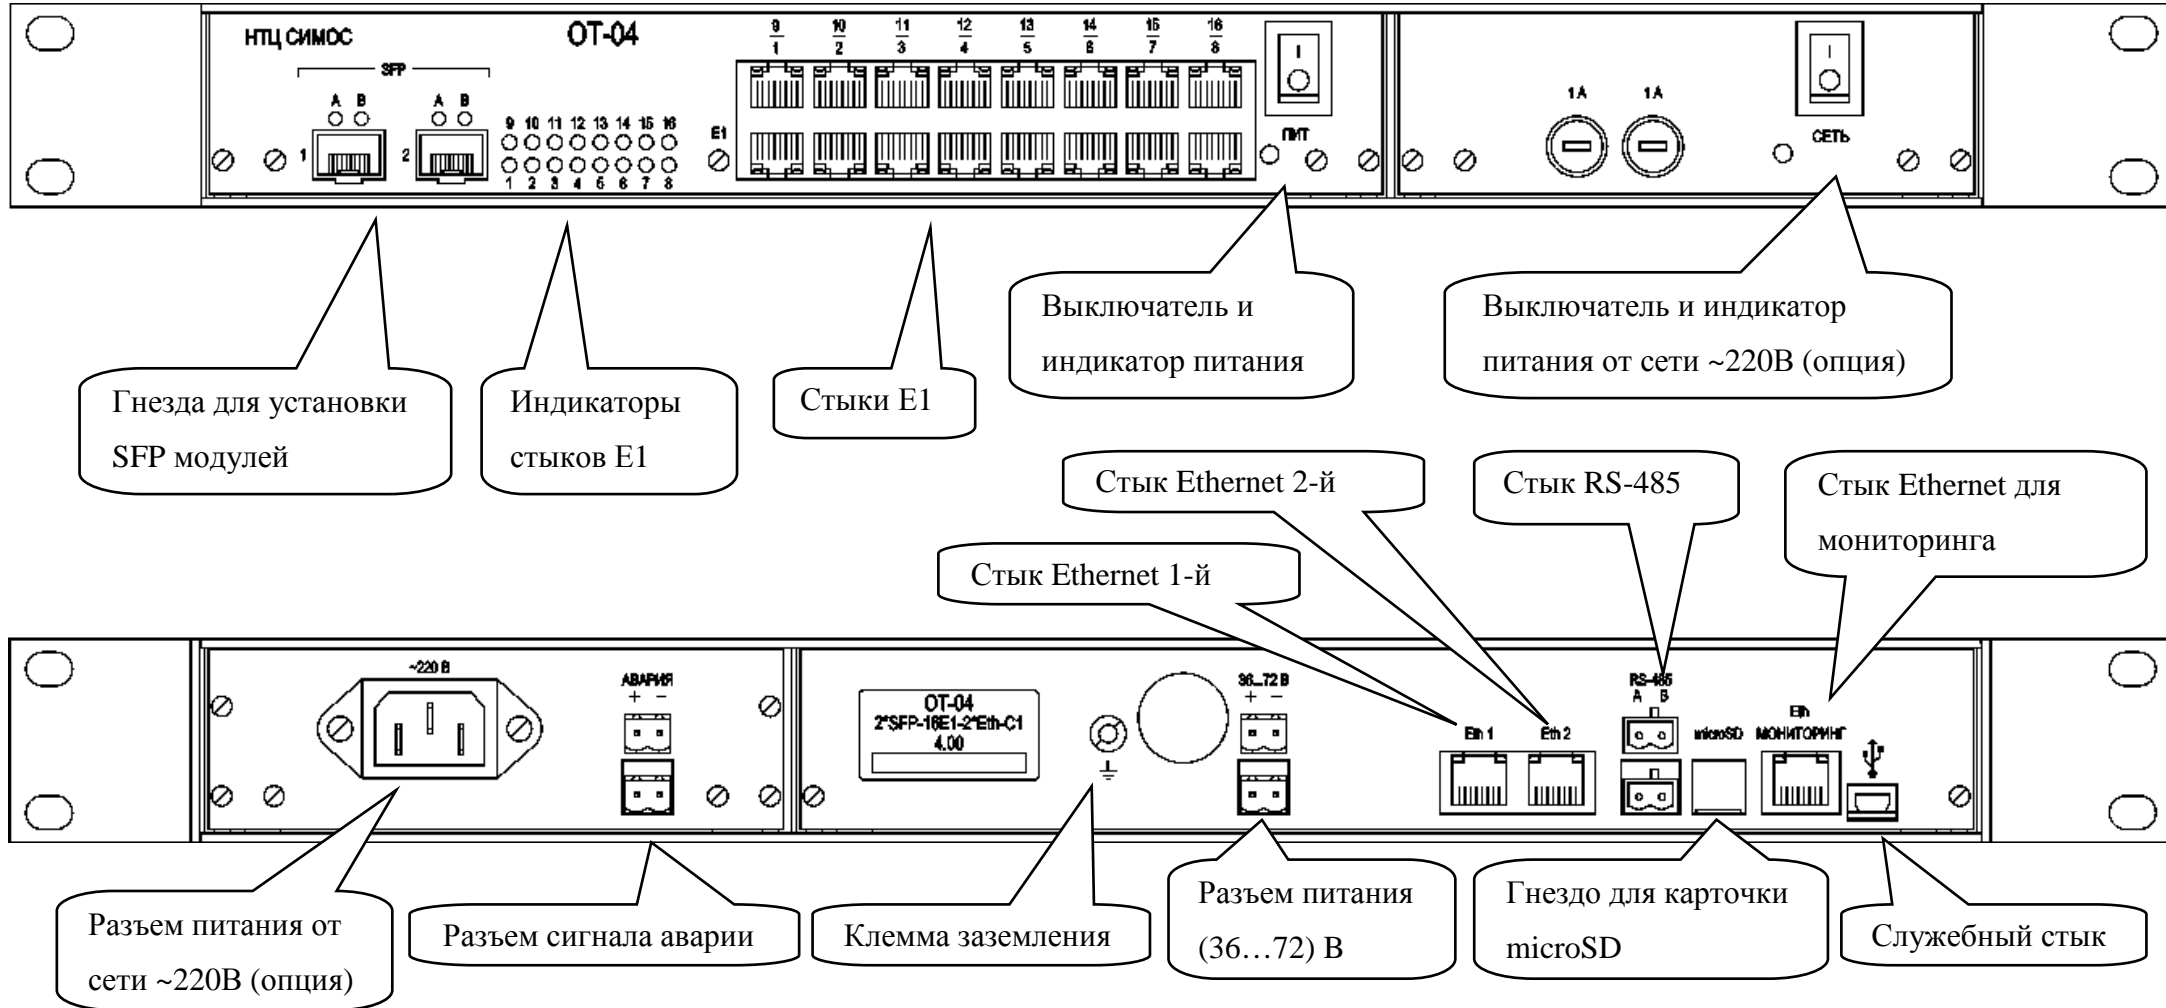 НТЦ СИМОС
ОТ-04
SFP
A B
A B
1
2
9 10 11 12 13 14 15 16
1 2 3 4 5 6 7 8
E1
9 10 11 12 13 14 15 16
1 2 3 4 5 6 7 8
ПИТ
1А
1А
СЕТЬ
Гнезда для установки
SFP модулей
Индикаторы
стыков Е1
Стыки Е1
Выключатель и
индикатор питания
Выключатель и индикатор
питания от сети ~220В (опция)
Стык Ethernet 2-й
Стык RS-485
Стык Ethernet для
мониторинга
Стык Ethernet 1-й
~220 В
АВАРИЯ
+ −
ОТ-04
2*SFP-16E1-2*Eth-C1
4.00
36...72 В
+ −
Eth 1
Eth 2
RS-485
A B
microSD
Eth
МОНИТОРИНГ
Разъем питания от
сети ~220В (опция)
Разъем сигнала аварии
Клемма заземления
Разъем питания
(36…72) В
Гнездо для карточки
microSD
Служебный стык